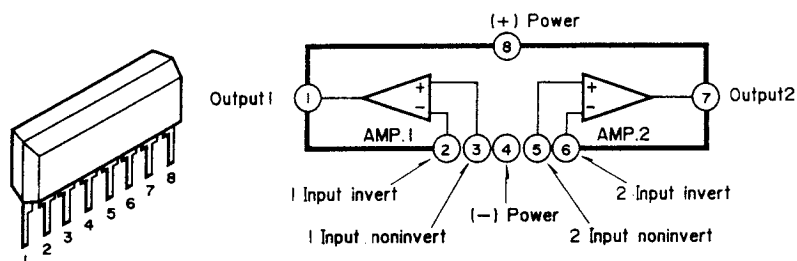 (+) Power
8
Output1
1
+
−
AMP.1
+
−
AMP.2
7
Output2
2
3
4
5
6
1 Input invert
(−) Power
2 Input invert
1 Input noninvert
2 Input noninvert
1
2
3
4
5
6
7
8